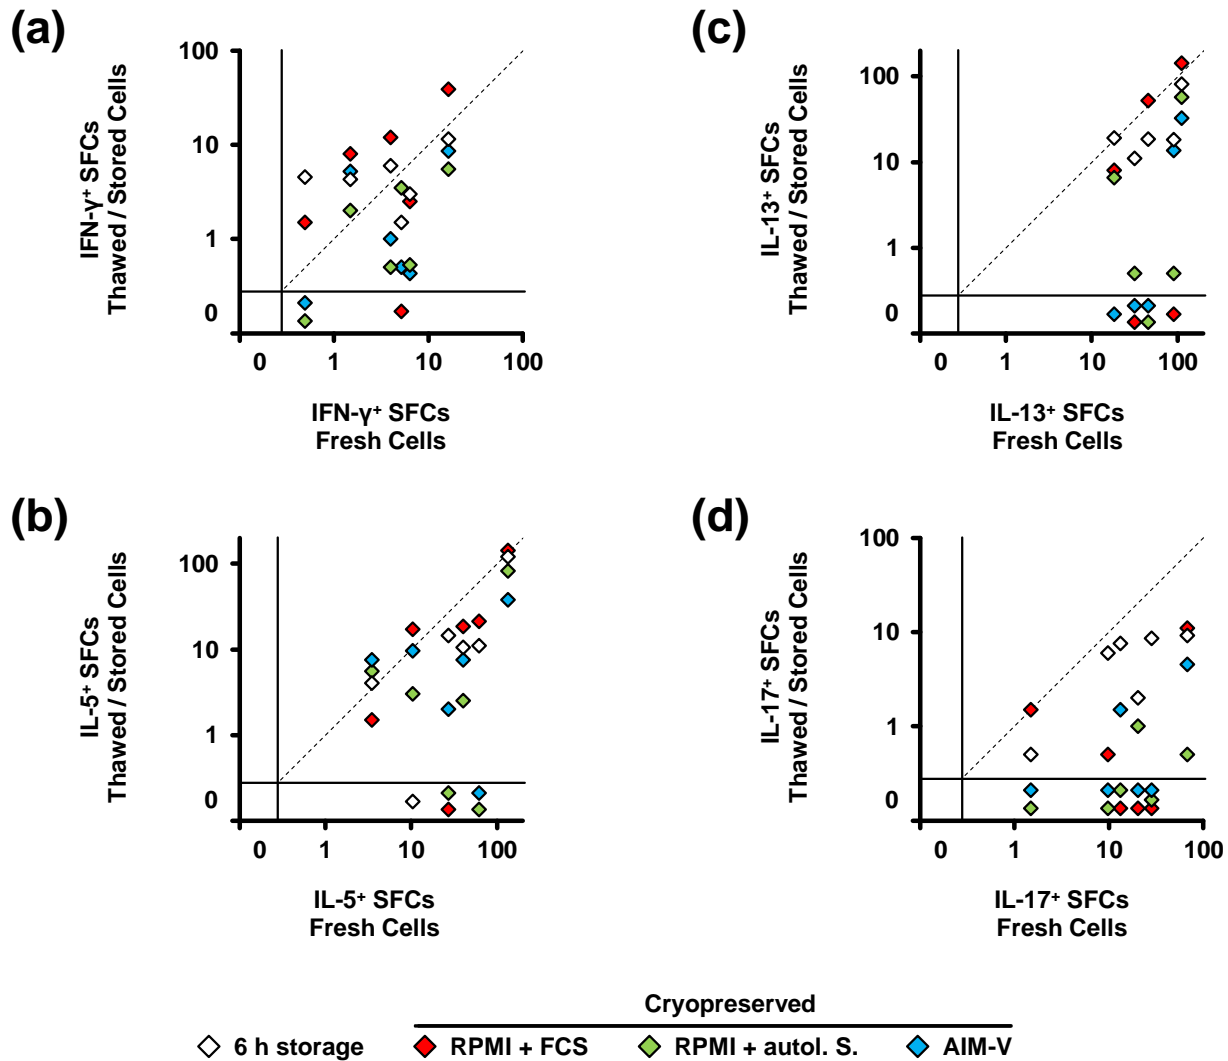 (a)
IFN-γ⁺ SFCs
Thawed / Stored Cells
100
10
1
0
0 1 10 100
IFN-γ⁺ SFCs
Fresh Cells
(c)
IL-13⁺ SFCs
Thawed / Stored Cells
100
10
1
0
0 1 10 100
IL-13⁺ SFCs
Fresh Cells
(b)
IL-5⁺ SFCs
Thawed / Stored Cells
100
10
1
0
0 1 10 100
IL-5⁺ SFCs
Fresh Cells
(d)
IL-17⁺ SFCs
Thawed / Stored Cells
100
10
1
0
0 1 10 100
IL-17⁺ SFCs
Fresh Cells
Cryopreserved
6 h storage RPMI + FCS RPMI + autol. S. AIM-V